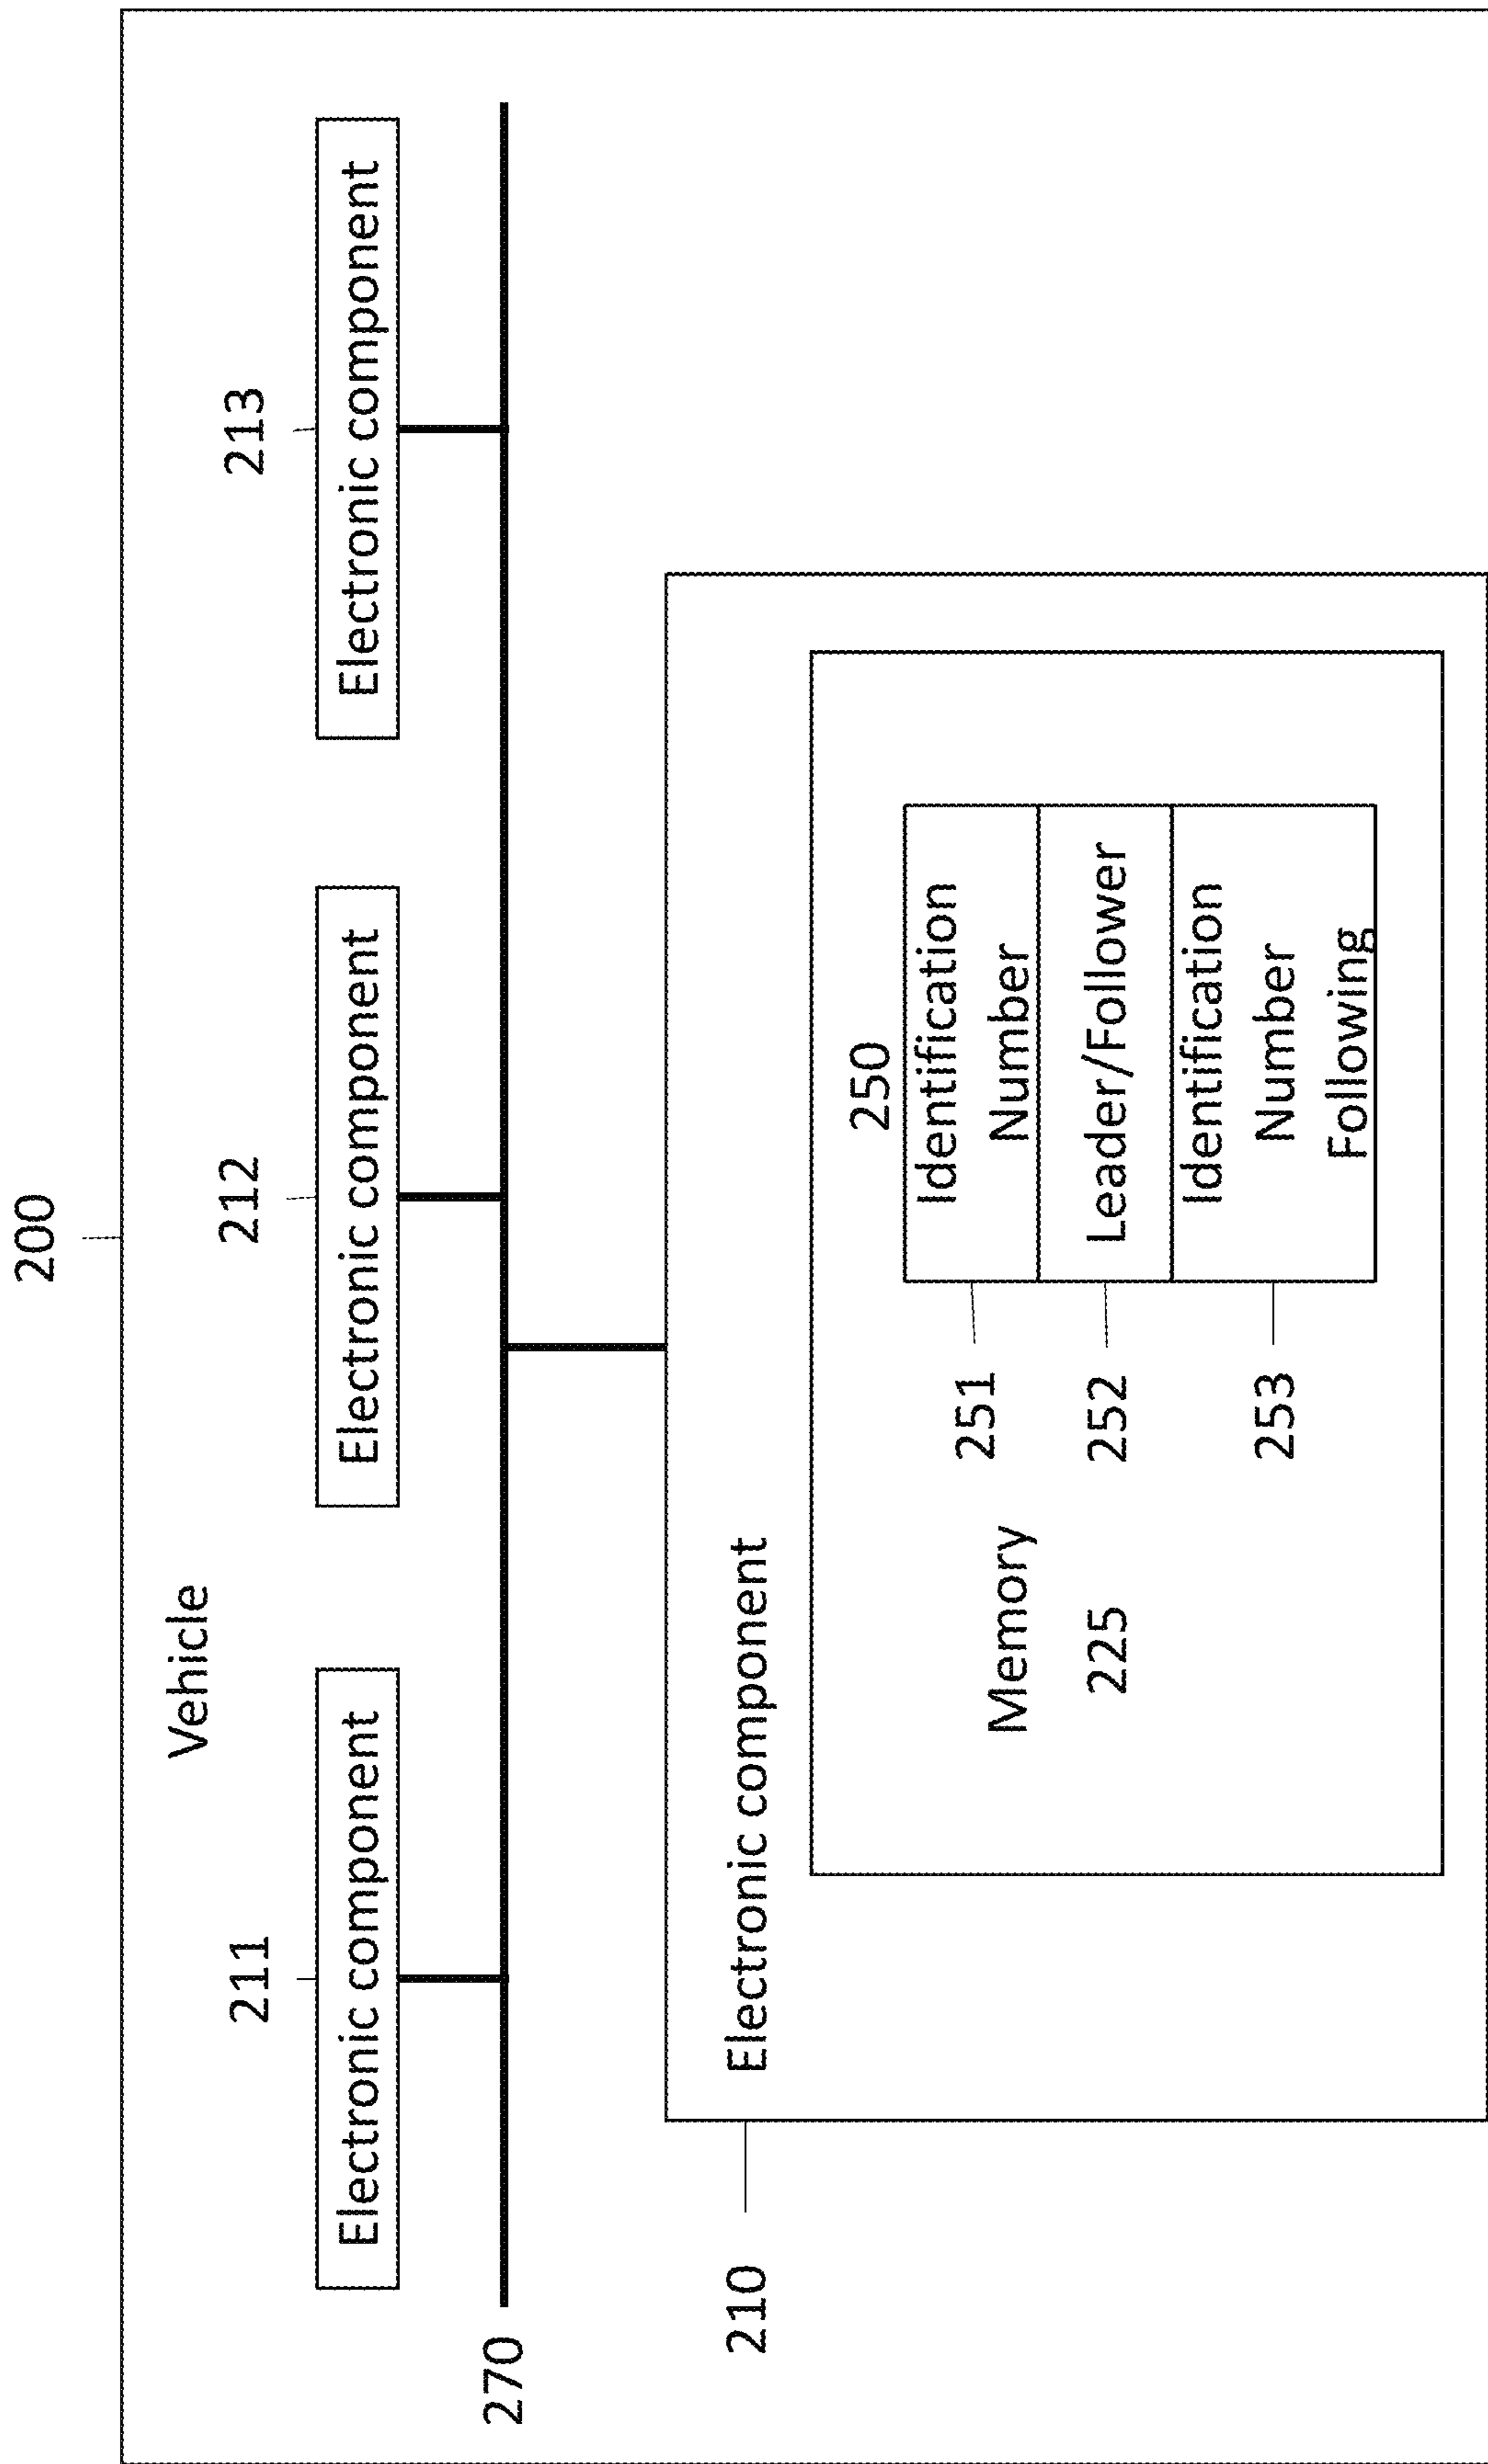 200
Vehicle
211
212
213
Electronic component
Electronic component
Electronic component
270
210
Electronic component
250
Memory
225
251
Identification
Number
252
Leader/Follower
253
Identification
Number
Following